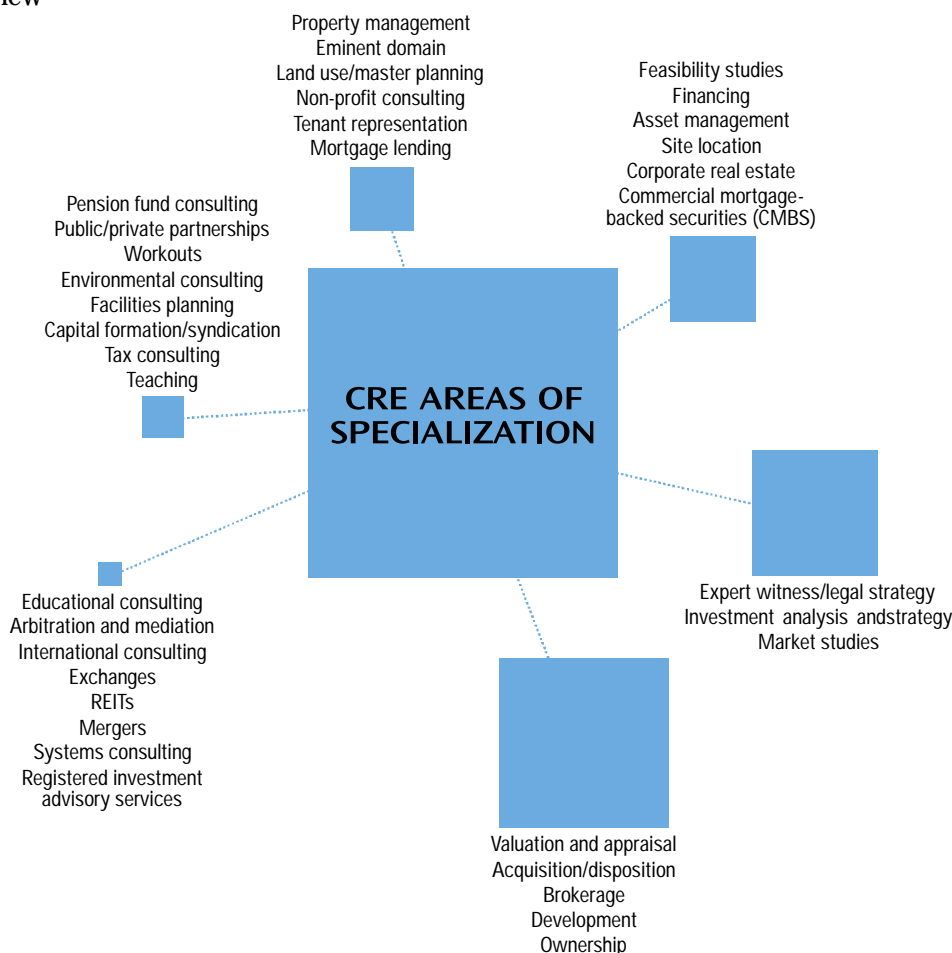 Property management
Eminent domain
Land use/master planning
Non-profit consulting
Tenant representation
Mortgage lending
Feasibility studies
Financing
Asset management
Site location
Corporate real estate
Commercial mortgage-
backed securities (CMBS)
Pension fund consulting
Public/private partnerships
Workouts
Environmental consulting
Facilities planning
Capital formation/syndication
Tax consulting
Teaching
CRE AREAS OF
SPECIALIZATION
Educational consulting
Arbitration and mediation
International consulting
Exchanges
REITs
Mergers
Systems consulting
Registered investment
advisory services
Expert witness/legal strategy
Investment analysis andstrategy
Market studies
Valuation and appraisal
Acquisition/disposition
Brokerage
Development
Ownership